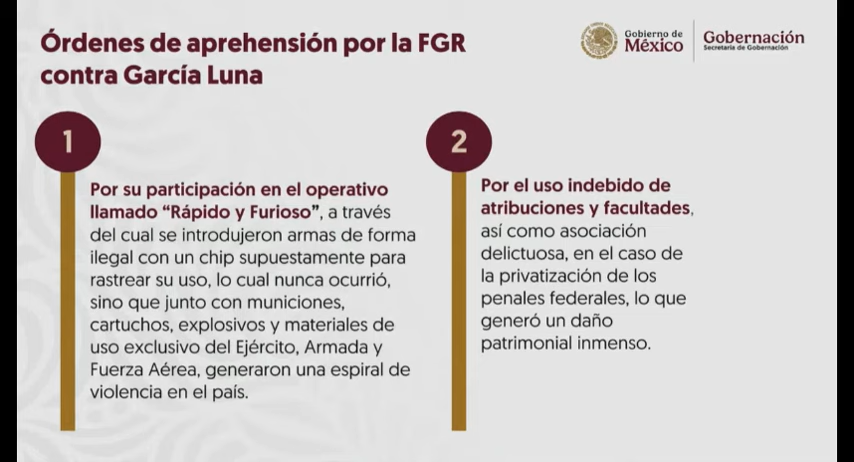 Órdenes de aprehensión por la FGR
contra García Luna
Gobierno de
México
Gobernación
Secretaría de Gobernación
1
Por su participación en el operativo
llamado “Rápido y Furioso”, a través
del cual se introdujeron armas de forma
ilegal con un chip supuestamente para
rastrear su uso, lo cual nunca ocurrió,
sino que junto con municiones,
cartuchos, explosivos y materiales de
uso exclusivo del Ejército, Armada y
Fuerza Aérea, generaron una espiral de
violencia en el país.
2
Por el uso indebido de
atribuciones y facultades,
así como asociación
delictuosa, en el caso de
la privatización de los
penales federales, lo que
generó un daño
patrimonial inmenso.